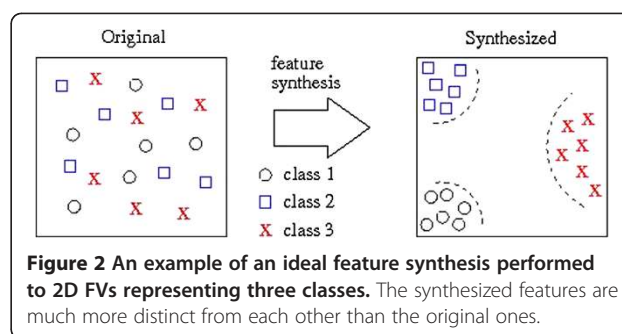 Original
Synthesized
feature
synthesis
class 1
class 2
X class 3
Figure 2 An example of an ideal feature synthesis performed
to 2D FVs representing three classes. The synthesized features are
much more distinct from each other than the original ones.